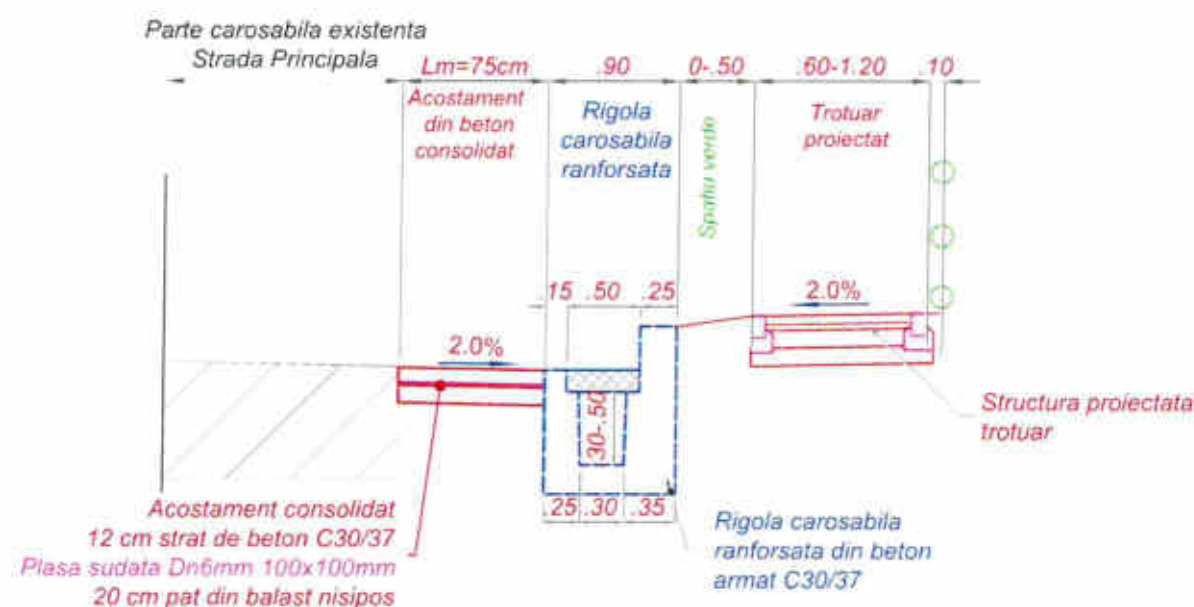 Parte carosabila existenta
Strada Principala
Lm=75cm
.90
0-.50
.60-1.20
.10
Acostament
din beton
consolidat
Rigola
carosabila
ranforsata
Spatiu verde
Trotuar
proiectat
.15
.50
.25
2.0%
2.0%
30-.50
.25
.30
.35
Structura proiectata
trotuar
Acostament consolidat
12 cm strat de beton C30/37
Plasa sudata Dn6mm 100x100mm
20 cm pat din balast nisipos
Rigola carosabila
ranforsata din beton
armat C30/37